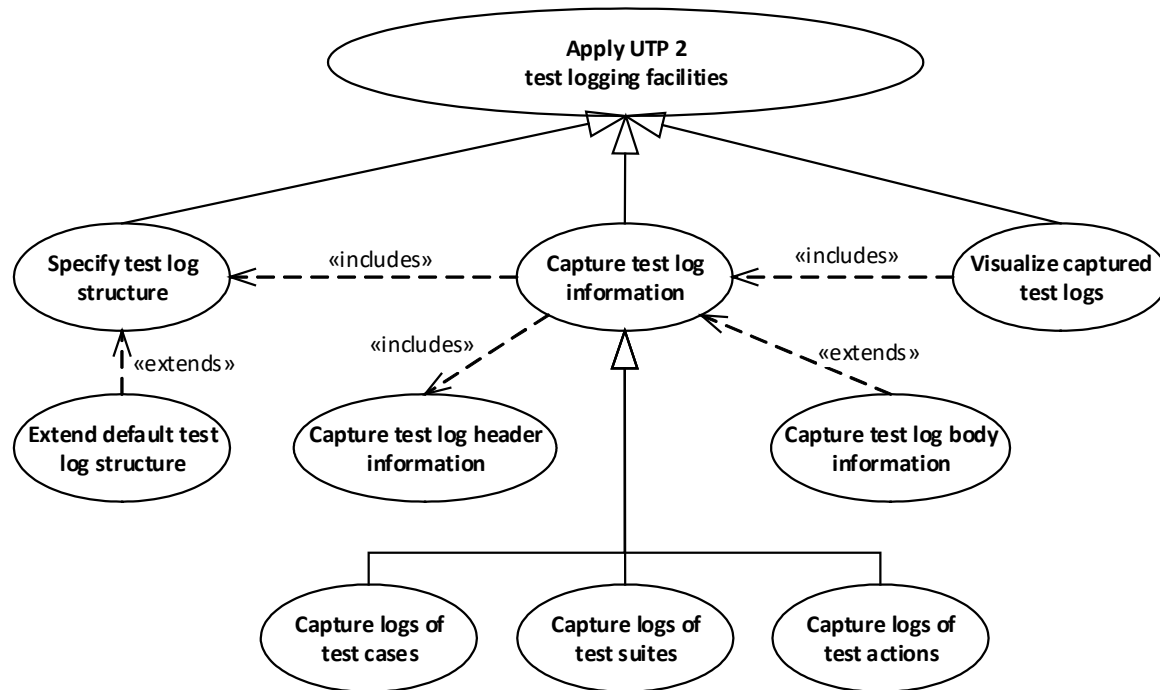 Apply UTP 2
test logging facilities
Specify test log
structure
«includes»
Capture test log
information
«includes»
Visualize captured
test logs
«extends»
«includes»
«extends»
Extend default test
log structure
Capture test log header
information
Capture test log body
information
Capture logs of
test cases
Capture logs of
test suites
Capture logs of
test actions